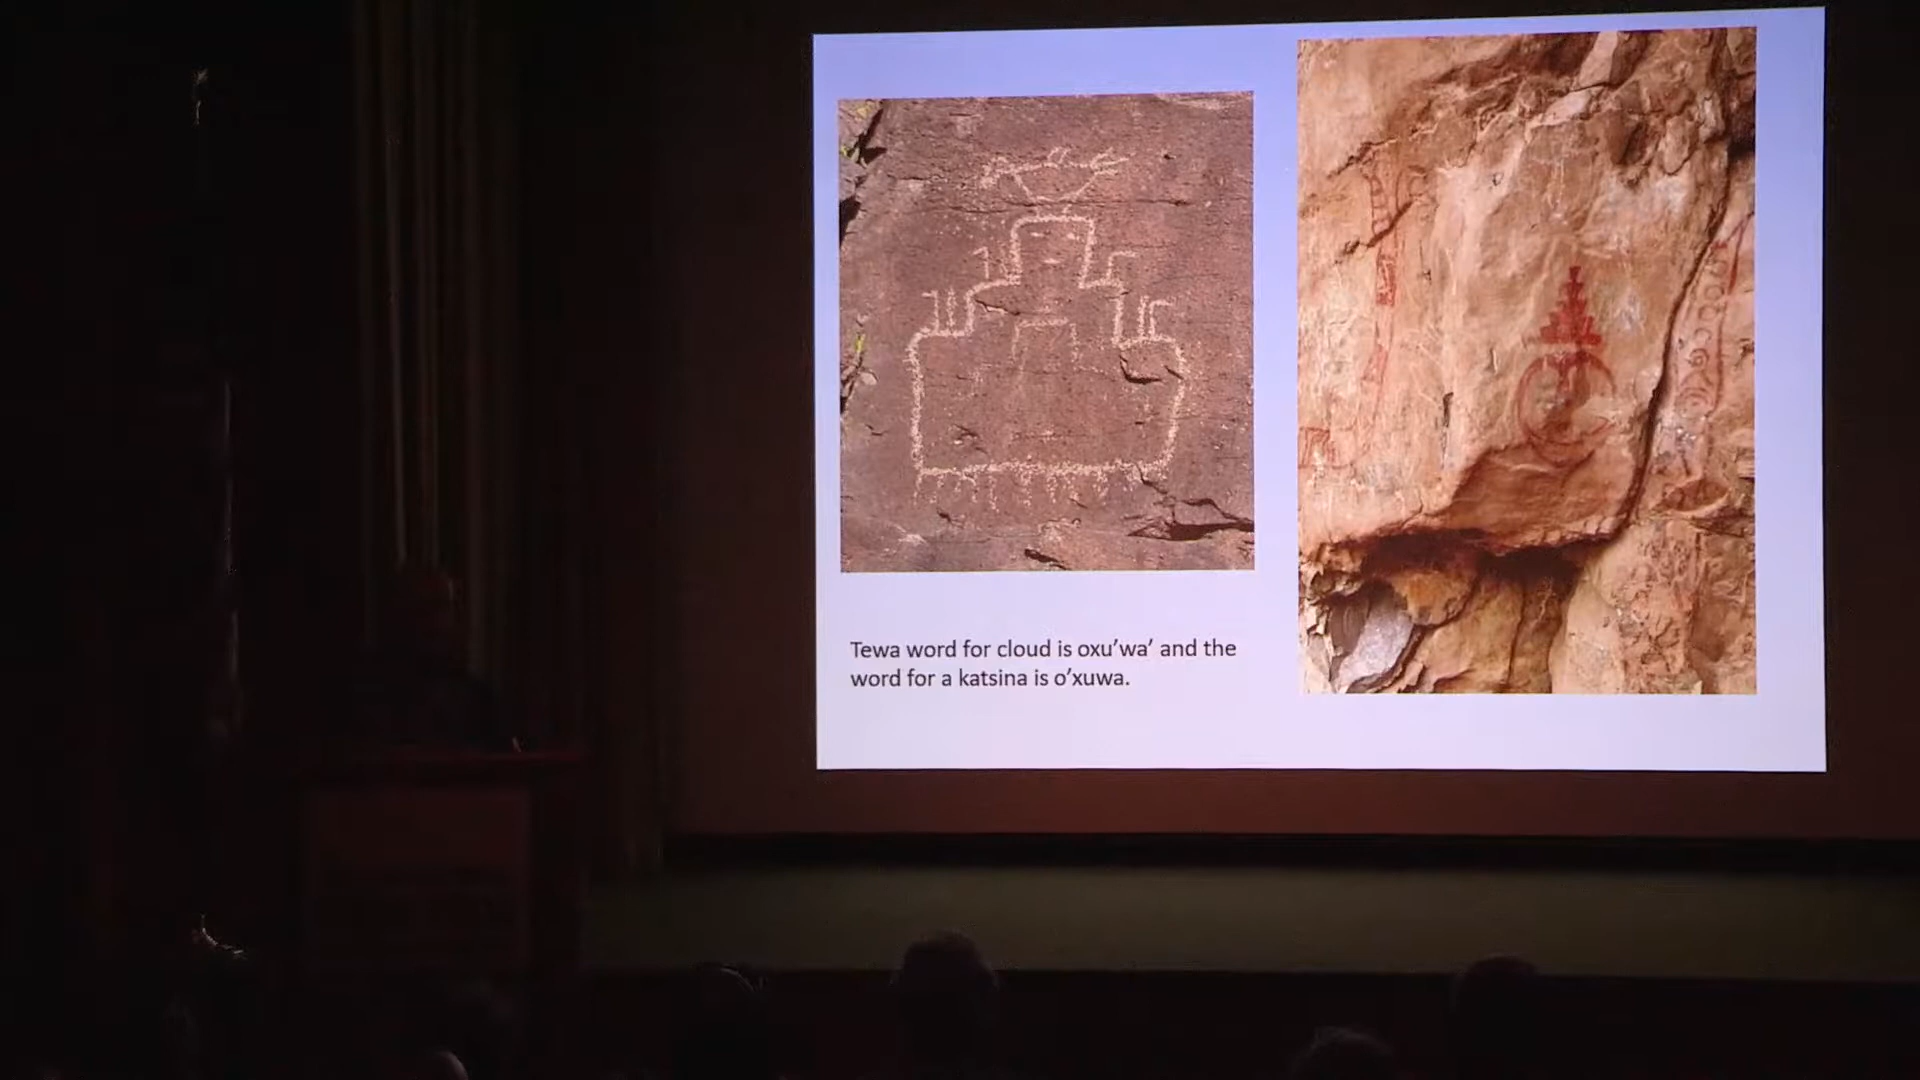 Tewa word for cloud is oxu’wa’ and the
word for a katsina is o’xuwa.